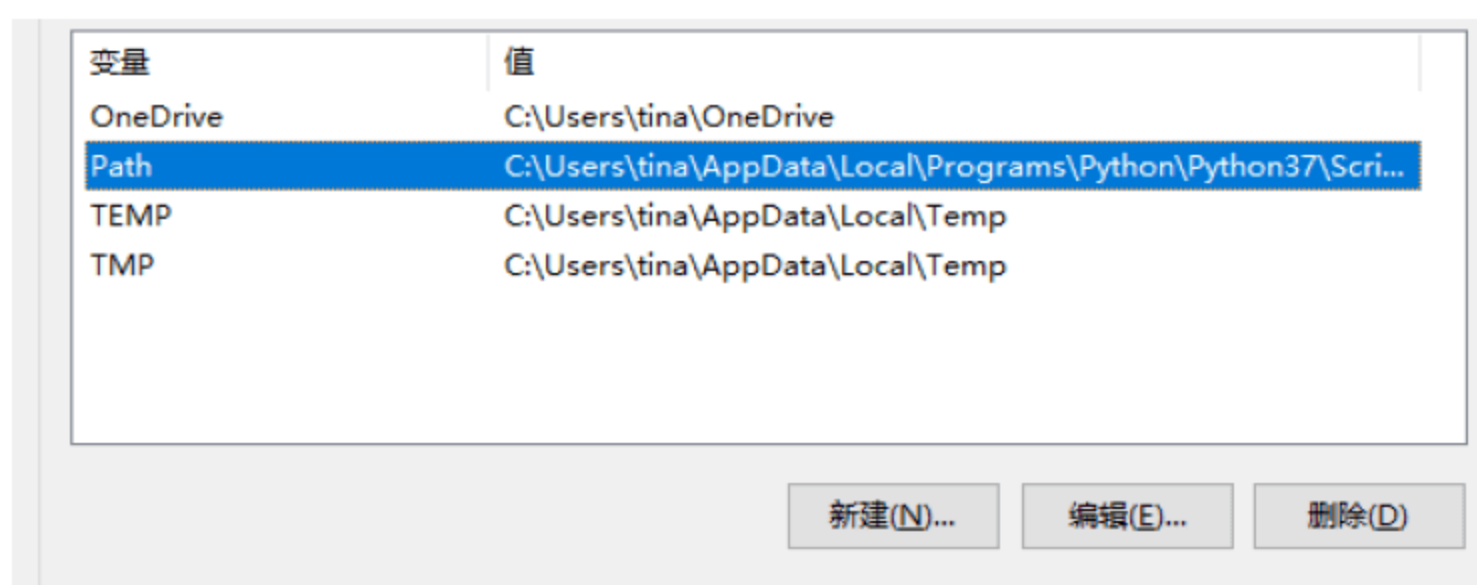 变量 值
OneDrive C:\Users\tina\OneDrive
Path C:\Users\tina\AppData\Local\Programs\Python\Python37\Scri...
TEMP C:\Users\tina\AppData\Local\Temp
TMP C:\Users\tina\AppData\Local\Temp
新建(N)... 编辑(E)... 删除(D)